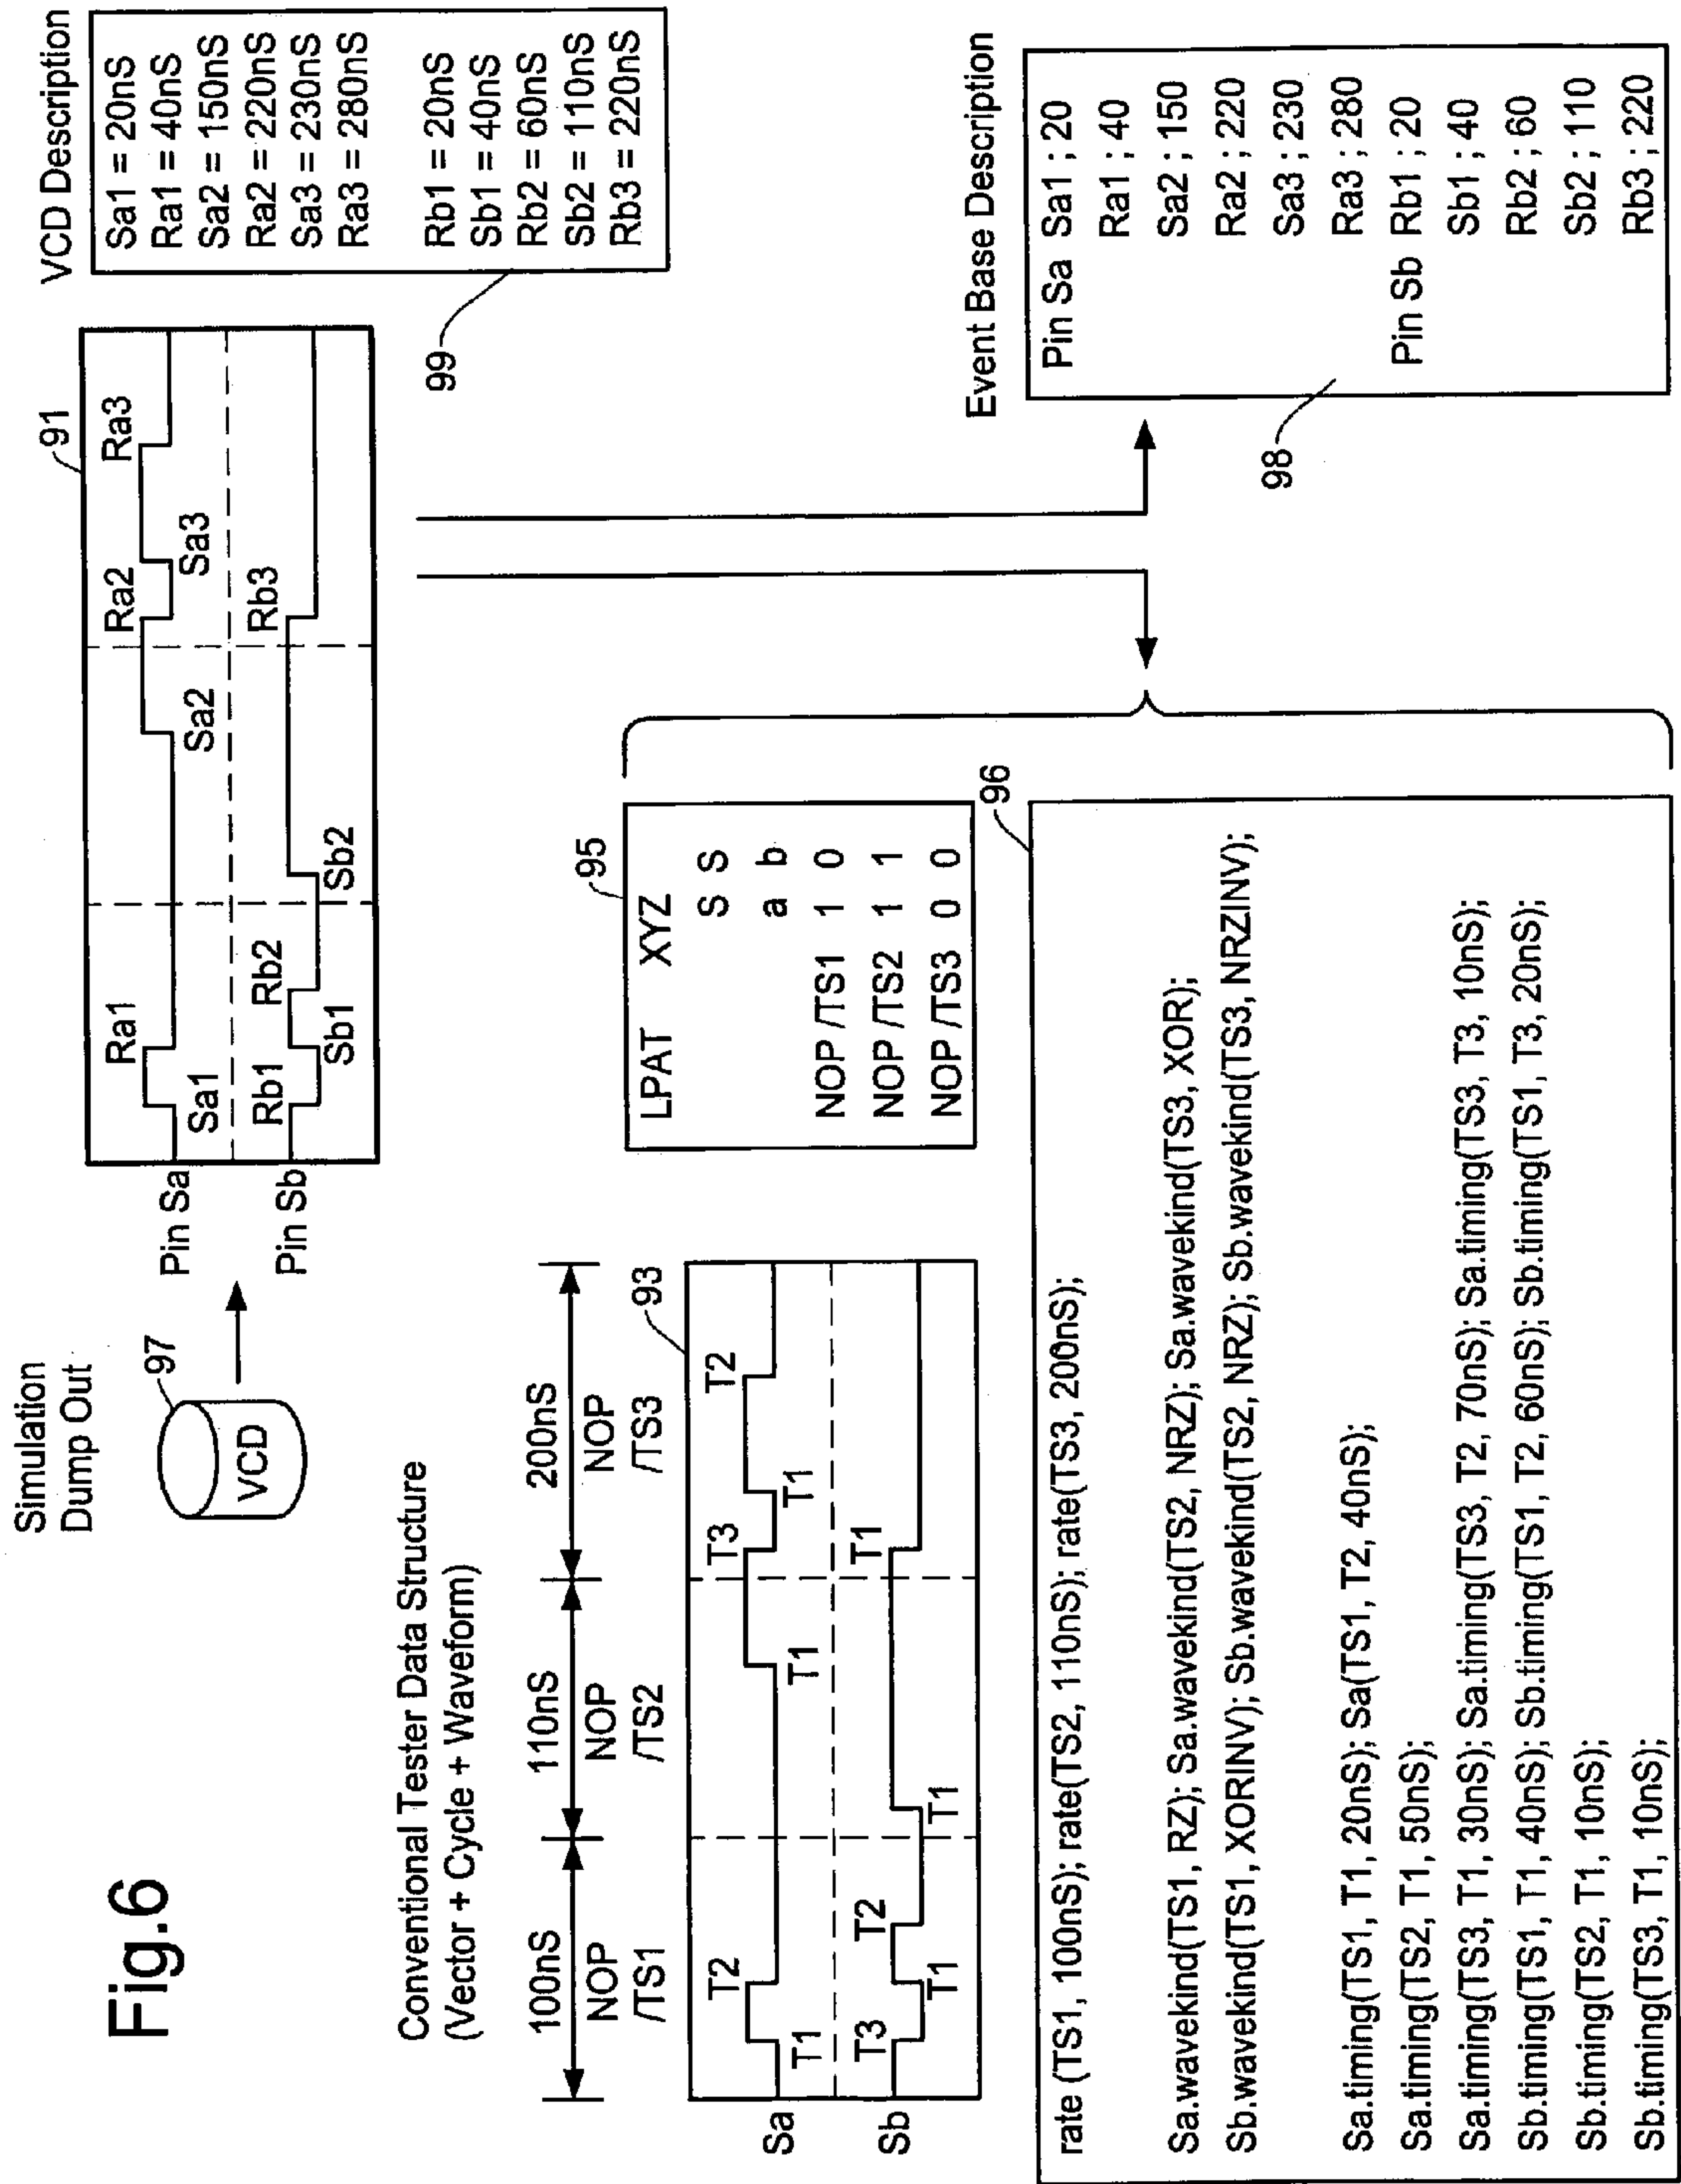 Fig.6
Simulation
Dump Out
97
VCD
91
Pin Sa
Pin Sb
Sa1
Ra1
Sa2
Ra2
Sa3
Ra3
Rb1
Sb1
Rb2
Sb2
Rb3
VCD Description
Sa1 = 20nS
Ra1 = 40nS
Sa2 = 150nS
Ra2 = 220nS
Sa3 = 230nS
Ra3 = 280nS
Rb1 = 20nS
Sb1 = 40nS
Rb2 = 60nS
Sb2 = 110nS
Rb3 = 220nS
99
Conventional Tester Data Structure
(Vector + Cycle + Waveform)
100nS
NOP
/TS1
110nS
NOP
/TS2
200nS
NOP
/TS3
93
Sa
Sb
T1
T2
T1
T3
T1
T2
T3
T1
T2
T1
T1
95
LPAT XYZ
S S
a b
NOP /TS1 1 0
NOP /TS2 1 1
NOP /TS3 0 0
96
rate (TS1, 100nS); rate(TS2, 110nS); rate(TS3, 200nS);
Sa.wavekind(TS1, RZ); Sa.wavekind(TS2, NRZ); Sa.wavekind(TS3, XOR);
Sb.wavekind(TS1, XORINV); Sb.wavekind(TS2, NRZ); Sb.wavekind(TS3, NRZINV);
Sa.timing(TS1, T1, 20nS); Sa(TS1, T2, 40nS);
Sa.timing(TS2, T1, 50nS);
Sa.timing(TS3, T1, 30nS); Sa.timing(TS3, T2, 70nS); Sa.timing(TS3, T3, 10nS);
Sb.timing(TS1, T1, 40nS); Sb.timing(TS1, T2, 60nS); Sb.timing(TS1, T3, 20nS);
Sb.timing(TS2, T1, 10nS);
Sb.timing(TS3, T1, 10nS);
Event Base Description
Pin Sa Sa1 ; 20
Ra1 ; 40
Sa2 ; 150
Ra2 ; 220
Sa3 ; 230
Ra3 ; 280
Pin Sb Rb1 ; 20
Sb1 ; 40
Rb2 ; 60
Sb2 ; 110
Rb3 ; 220
98